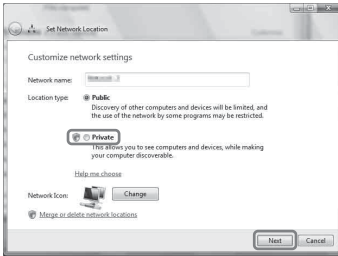 Set Network Location
Customize network settings
Network name:
Location type:
Public
Discovery of other computers and devices will be limited, and
the use of the network by some programs may be restricted.
Private
This allows you to see computers and devices, while making
your computer discoverable.
Help me choose
Network Icon:
Change
Merge or delete network locations
Next
Cancel